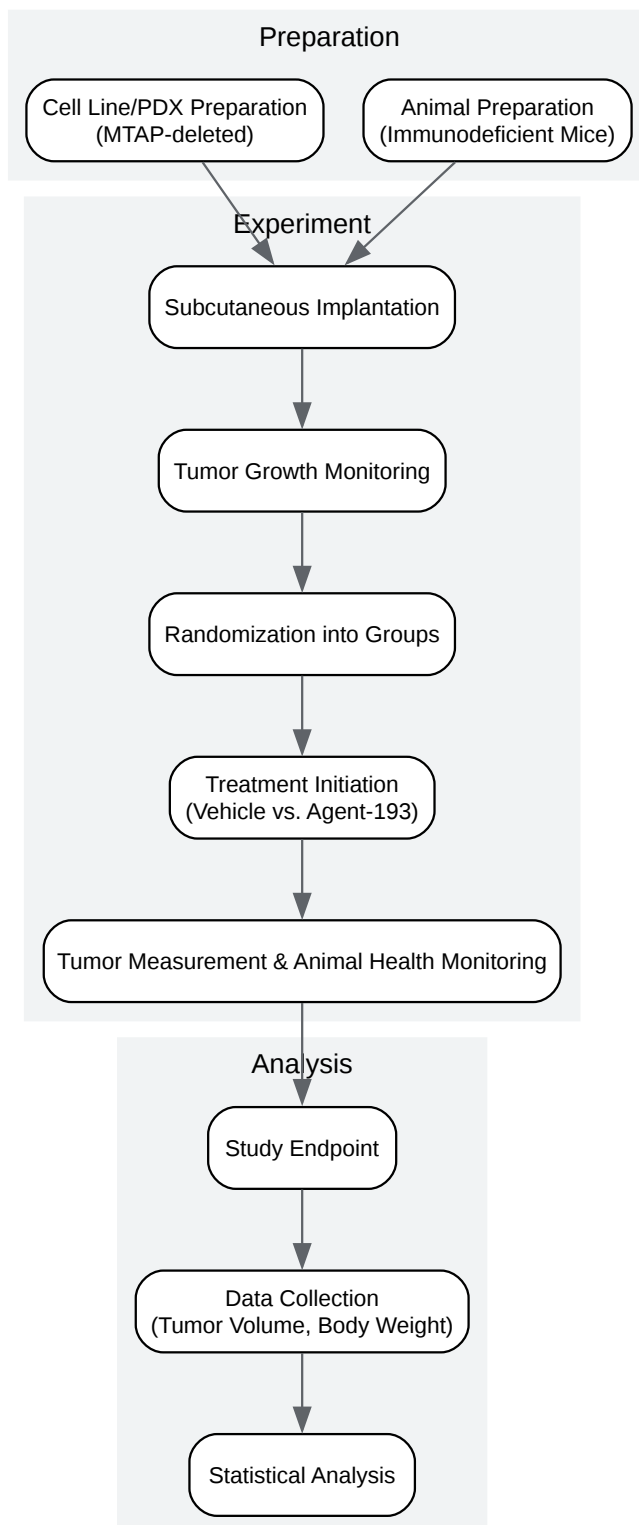 Preparation
Cell Line/PDX Preparation
(MTAP-deleted)
Animal Preparation
(Immunodeficient Mice)
Experiment
Subcutaneous Implantation
Tumor Growth Monitoring
Randomization into Groups
Treatment Initiation
(Vehicle vs. Agent-193)
Tumor Measurement & Animal Health Monitoring
Analysis
Study Endpoint
Data Collection
(Tumor Volume, Body Weight)
Statistical Analysis